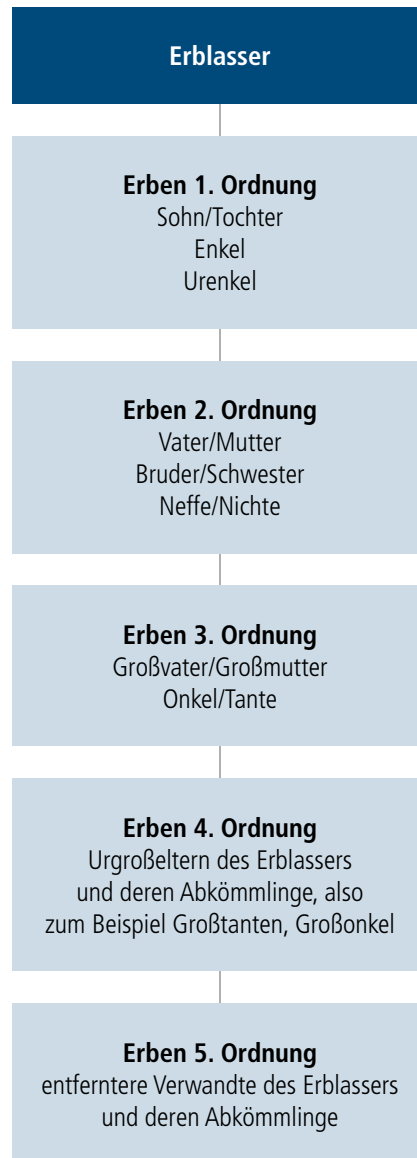 Erblasser
Erben 1. Ordnung
Sohn/Tochter
Enkel
Urenkel
Erben 2. Ordnung
Vater/Mutter
Bruder/Schwester
Neffe/Nichte
Erben 3. Ordnung
Großvater/Großmutter
Onkel/Tante
Erben 4. Ordnung
Urgroßeltern des Erblassers
und deren Abkömmlinge, also
zum Beispiel Großtanten, Großonkel
Erben 5. Ordnung
entferntere Verwandte des Erblassers
und deren Abkömmlinge